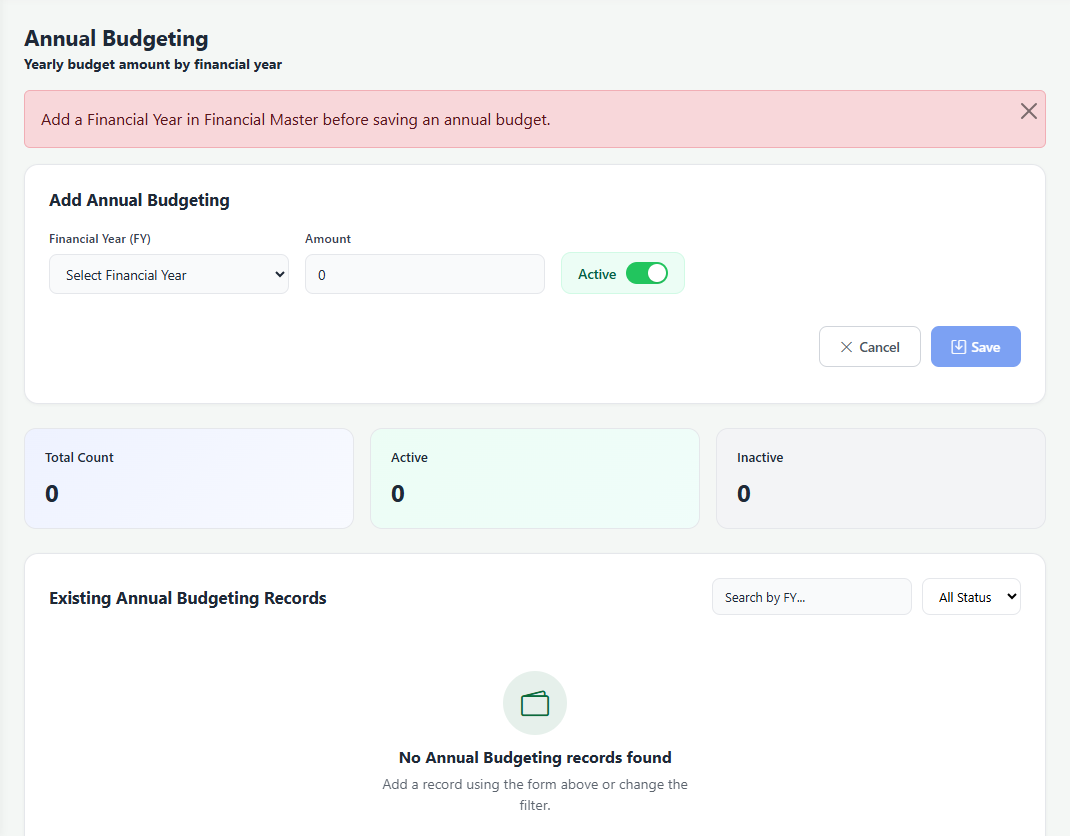 Annual Budgeting
Yearly budget amount by financial year
Add a Financial Year in Financial Master before saving an annual budget.
Add Annual Budgeting
Financial Year (FY)
Amount
Select Financial Year
0
Active
Cancel
Save
Total Count
Active
Inactive
0
0
0
Existing Annual Budgeting Records
Search by FY...
All Status
No Annual Budgeting records found
Add a record using the form above or change the
filter.